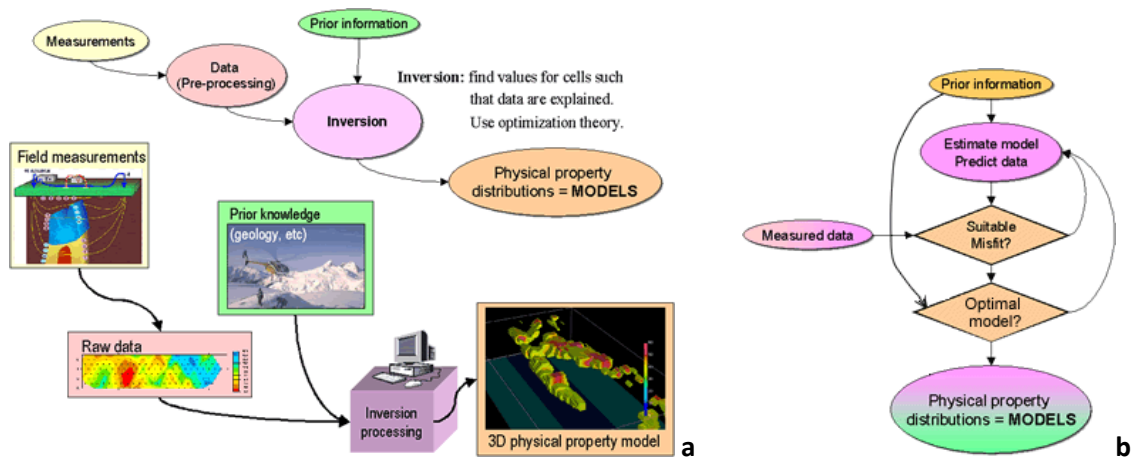 Measurements
Data
(Pre-processing)
Prior information
Inversion: find values for cells such
that data are explained.
Use optimization theory.
Inversion
Physical property
distributions = MODELS
Field measurements
Prior knowledge
(geology, etc)
Raw data
Inversion
processing
3D physical property model
a
Prior information
Estimate model
Predict data
Measured data
Suitable
Misfit?
Optimal
model?
Physical property
distributions = MODELS
b